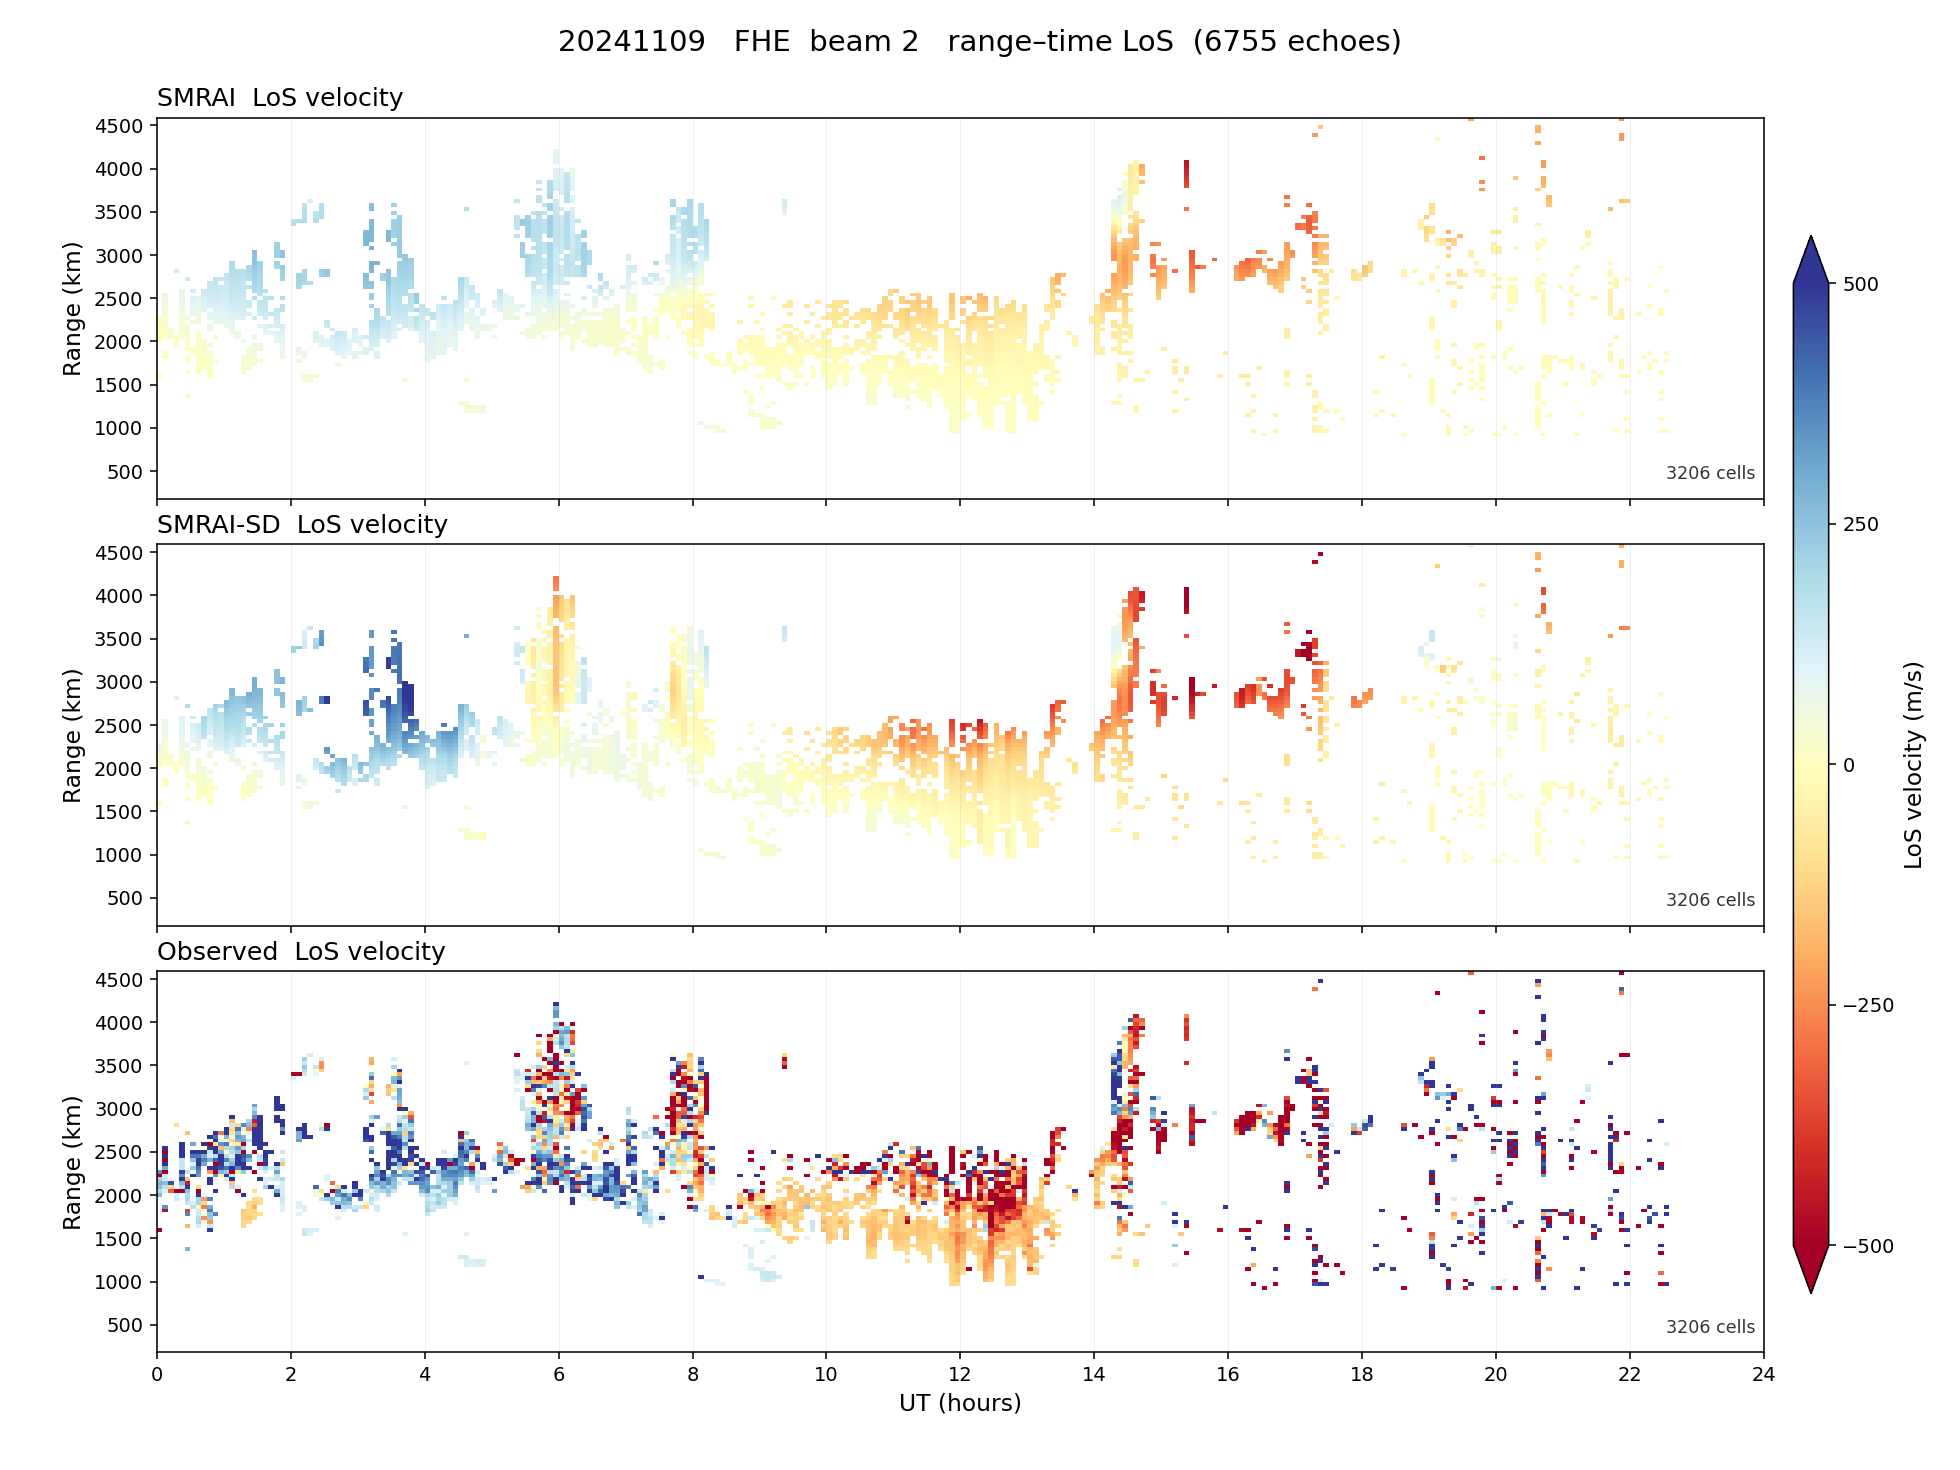 20241109   FHE  beam 2   range–time LoS  (6755 echoes)
SMRAI  LoS velocity
4500
4000
3500
3000
2500
2000
1500
1000
500
Range (km)
3206 cells
SMRAI-SD  LoS velocity
4500
4000
3500
3000
2500
2000
1500
1000
500
Range (km)
3206 cells
Observed  LoS velocity
4500
4000
3500
3000
2500
2000
1500
1000
500
Range (km)
3206 cells
0 2 4 6 8 10 12 14 16 18 20 22 24
UT (hours)
500
250
0
−250
−500
LoS velocity (m/s)